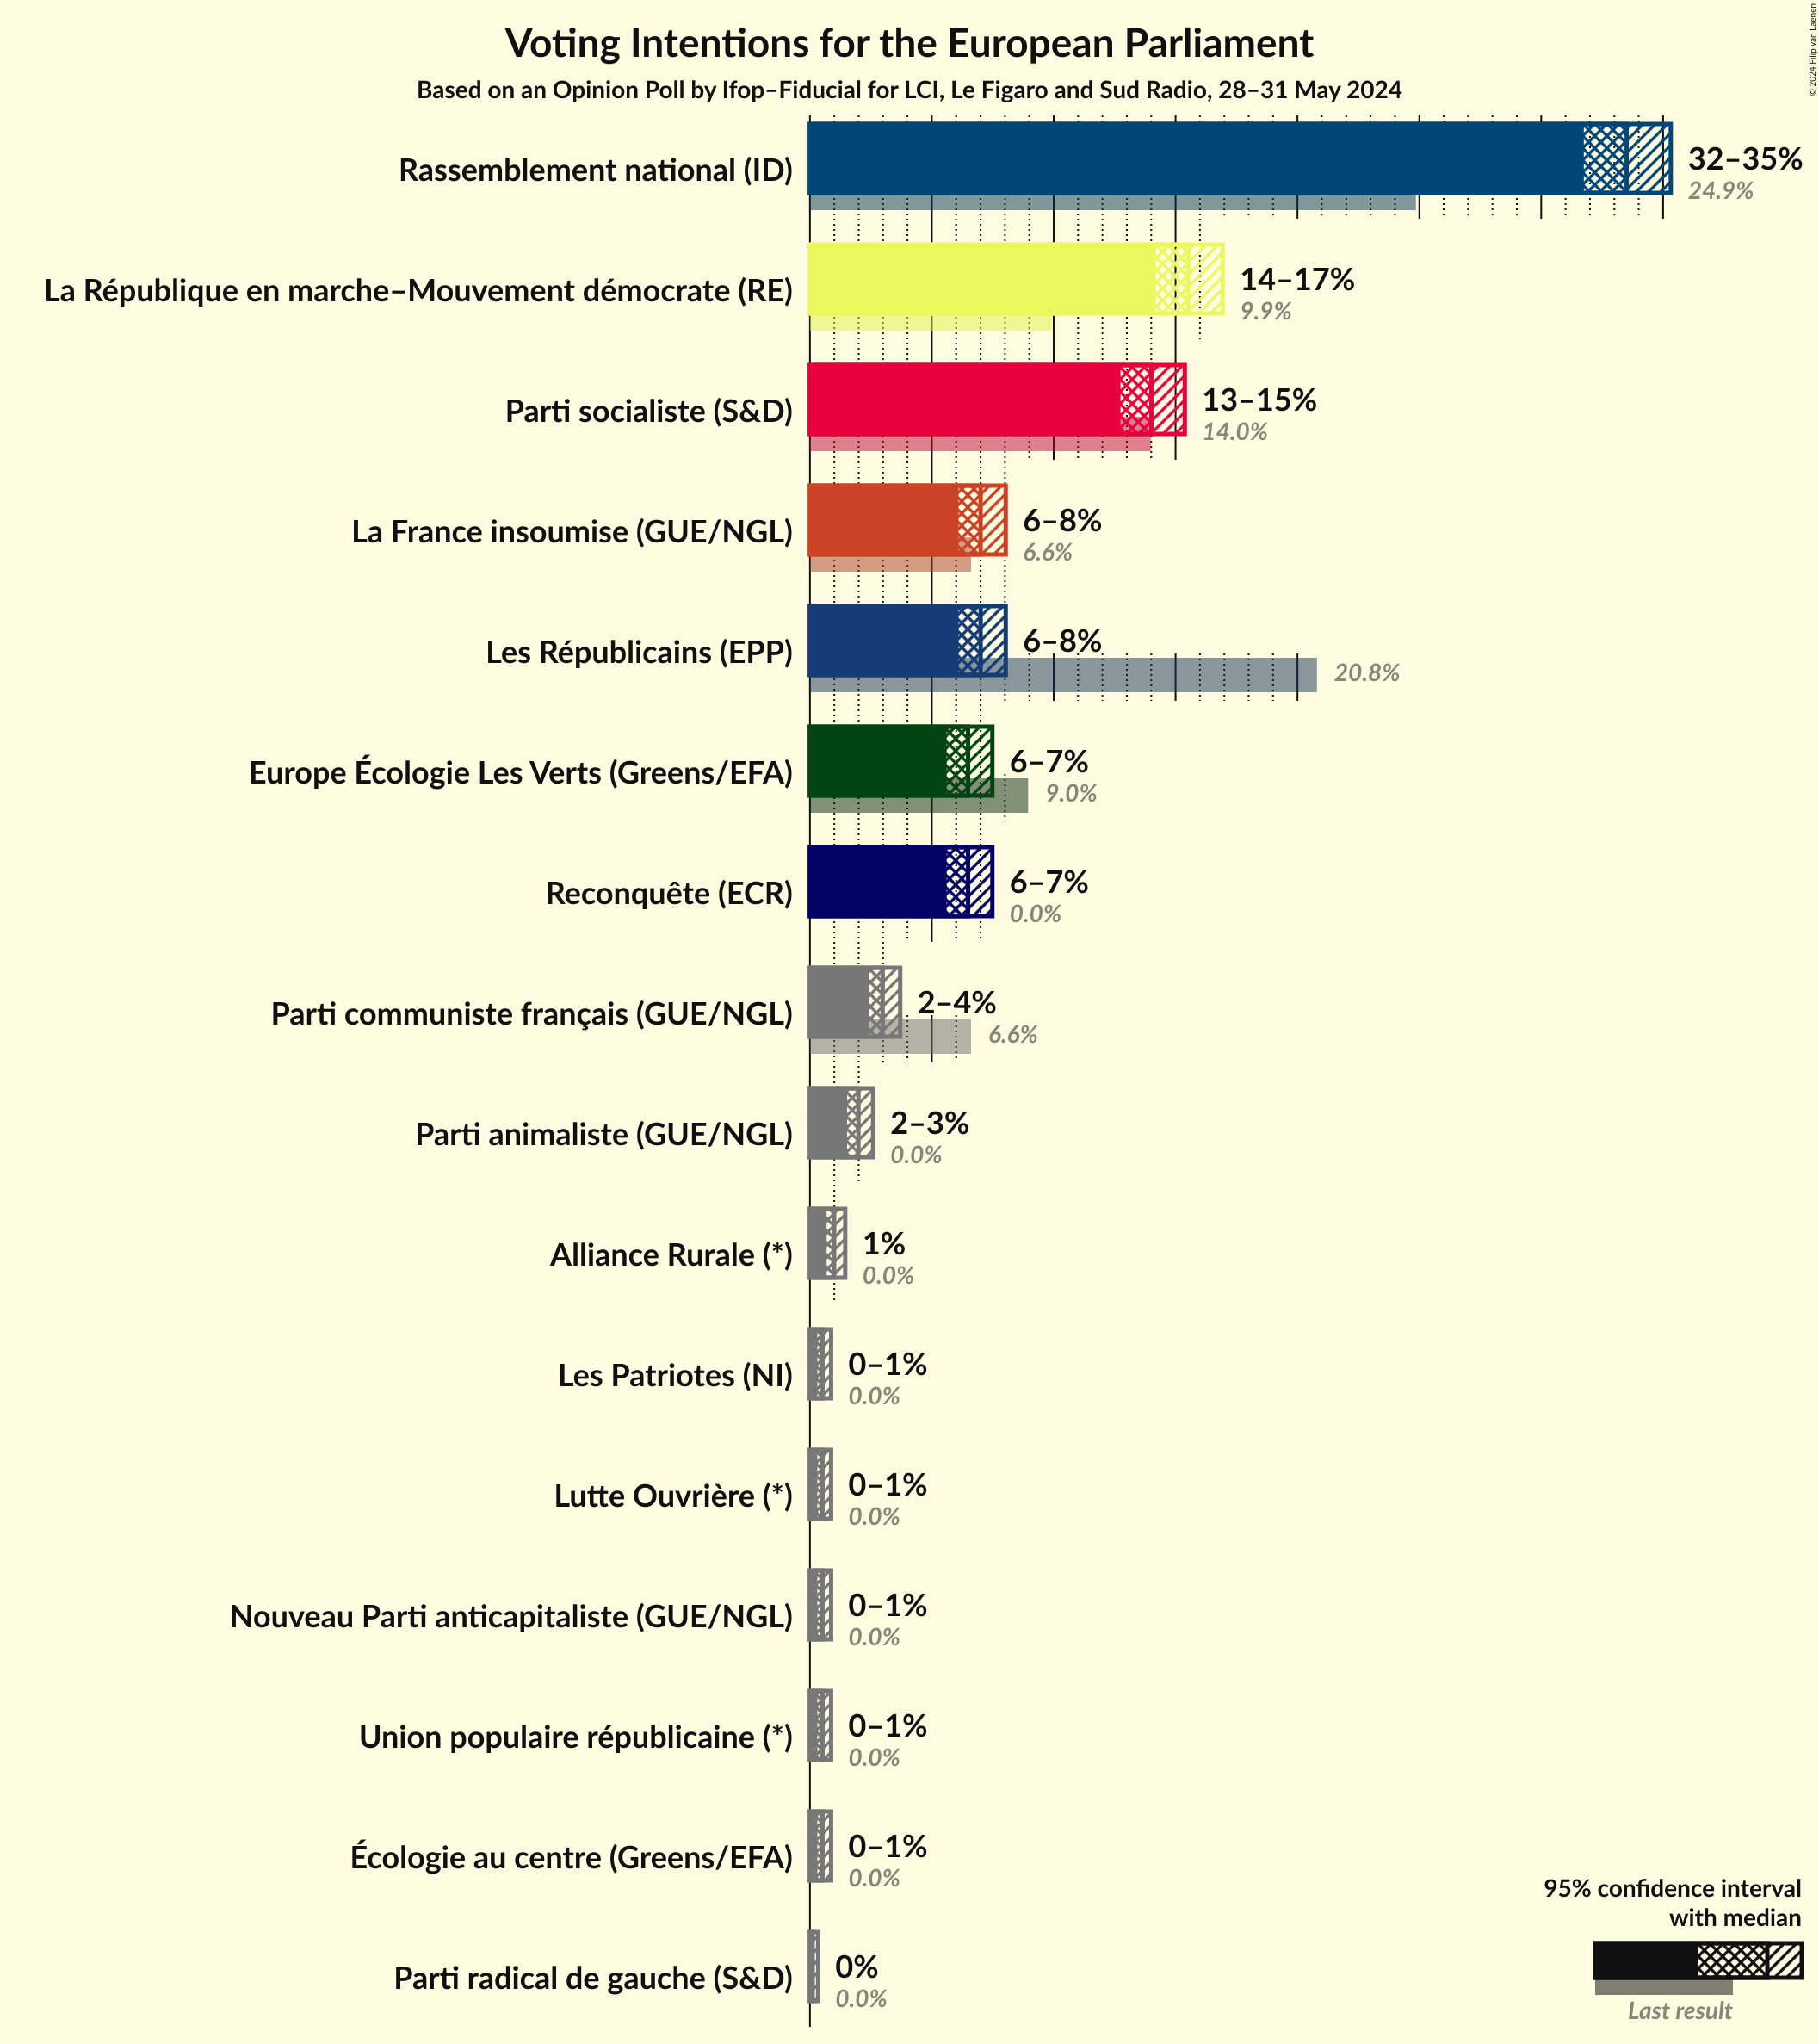 Voting Intentions for the European Parliament
Based on an Opinion Poll by Ifop–Fiducial for LCI, Le Figaro and Sud Radio, 28–31 May 2024
© 2024 Filip van Laenen
Rassemblement national (ID)
32–35%
24.9%
La République en marche–Mouvement démocrate (RE)
14–17%
9.9%
Parti socialiste (S&D)
13–15%
14.0%
La France insoumise (GUE/NGL)
6–8%
6.6%
Les Républicains (EPP)
6–8%
20.8%
Europe Écologie Les Verts (Greens/EFA)
6–7%
9.0%
Reconquête (ECR)
6–7%
0.0%
Parti communiste français (GUE/NGL)
2–4%
6.6%
Parti animaliste (GUE/NGL)
2–3%
0.0%
Alliance Rurale (*)
1%
0.0%
Les Patriotes (NI)
0–1%
0.0%
Lutte Ouvrière (*)
0–1%
0.0%
Nouveau Parti anticapitaliste (GUE/NGL)
0–1%
0.0%
Union populaire républicaine (*)
0–1%
0.0%
Écologie au centre (Greens/EFA)
0–1%
0.0%
Parti radical de gauche (S&D)
0%
0.0%
95% confidence interval
with median
Last result